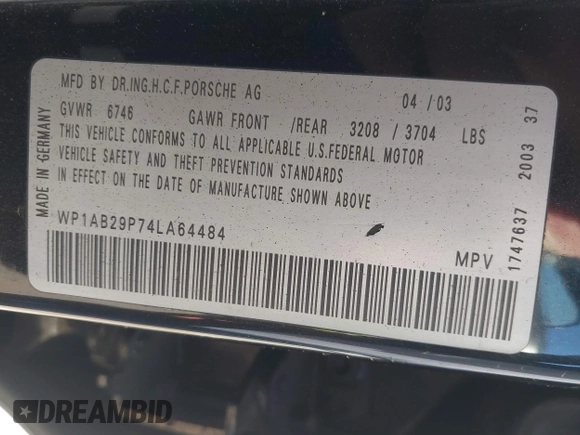 MFD BY DR.ING.H.C.F.PORSCHE AG 04 /03
GVWR 6746 GAWR FRONT /REAR 3208 / 3704 LBS
THIS VEHICLE CONFORMS TO ALL APPLICABLE U.S.FEDERAL MOTOR
VEHICLE SAFETY AND THEFT PREVENTION STANDARDS
IN EFFECT ON THE DATE OF MANUFACTURE SHOWN ABOVE
WP1AB29P74LA64484
MPV
MADE IN GERMANY
1747637 2003 37
DREAMBID